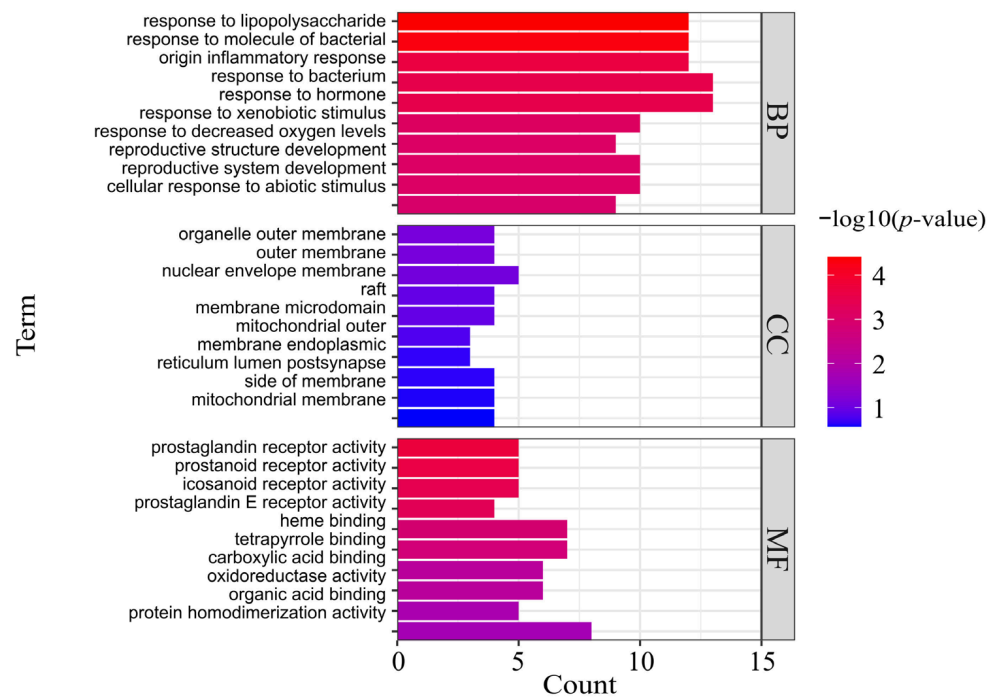 response to lipopolysaccharide
response to molecule of bacterial
origin inflammatory response
response to bacterium
response to hormone
response to xenobiotic stimulus
response to decreased oxygen levels
reproductive structure development
reproductive system development
cellular response to abiotic stimulus
BP
organelle outer membrane
outer membrane
nuclear envelope membrane
raft
membrane microdomain
mitochondrial outer
membrane endoplasmic
reticulum lumen postsynapse
side of membrane
mitochondrial membrane
CC
prostaglandin receptor activity
prostanoid receptor activity
icosanoid receptor activity
prostaglandin E receptor activity
heme binding
tetrapyrrole binding
carboxylic acid binding
oxidoreductase activity
organic acid binding
protein homodimerization activity
MF
Term
0 5 10 15
Count
−log10(p-value)
4
3
2
1